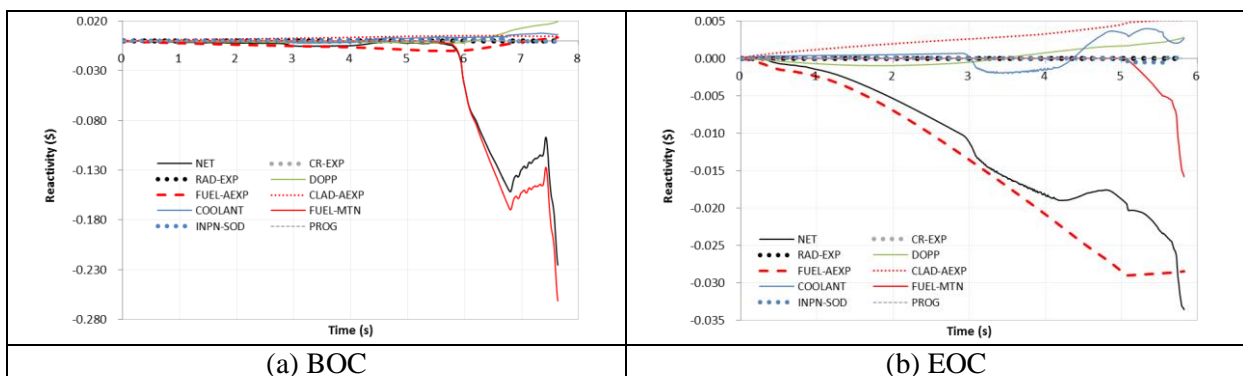 0.020
-0.030
-0.080
-0.130
-0.180
-0.230
-0.280
Reactivity ($)
0 1 2 3 4 5 6 7 8
NET CR-EXP
RAD-EXP DOPP
FUEL-AEXP CLAD-AEXP
COOLANT FUEL-MTN
INPN-SOD PROG
Time (s)
(a) BOC
0.005
0.000
-0.005
-0.010
-0.015
-0.020
-0.025
-0.030
-0.035
Reactivity ($)
0 1 2 3 4 5 6
NET CR-EXP
RAD-EXP DOPP
FUEL-AEXP CLAD-AEXP
COOLANT FUEL-MTN
INPN-SOD PROG
Time (s)
(b) EOC